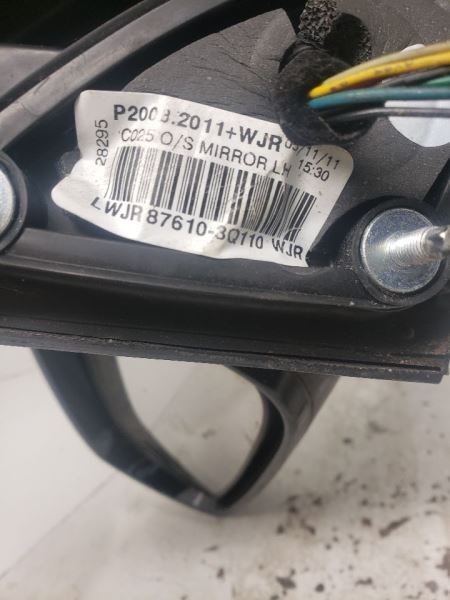 P2008.2011+WJR 03/11/11
C025 O/S MIRROR LH 15:30
28295
LWJR 87610-3Q110 WJR